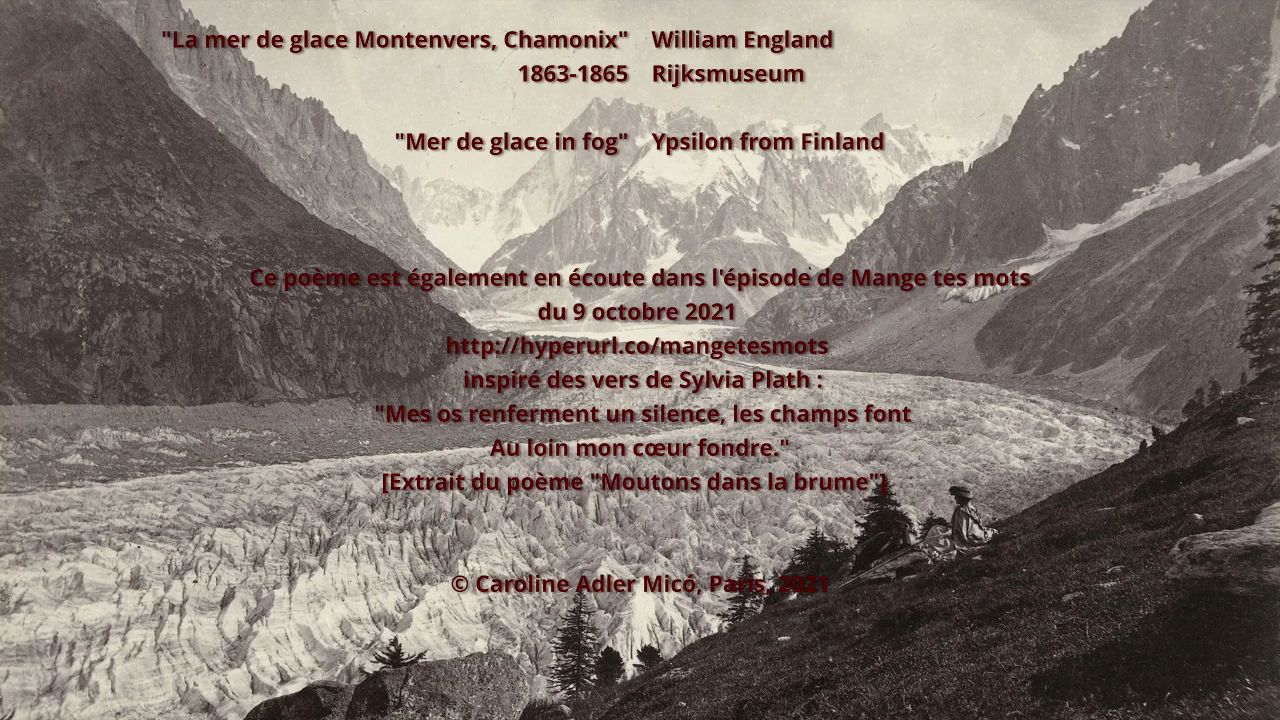 "La mer de glace Montenvers, Chamonix" William England
1863-1865 Rijksmuseum
"Mer de glace in fog" Ypsilon from Finland
Ce poème est également en écoute dans l'épisode de Mange tes mots
du 9 octobre 2021
http://hyperurl.co/mangetesmots
inspiré des vers de Sylvia Plath :
"Mes os renferment un silence, les champs font
Au loin mon cœur fondre."
[Extrait du poème "Moutons dans la brume"]
© Caroline Adler Micó, Paris, 2021